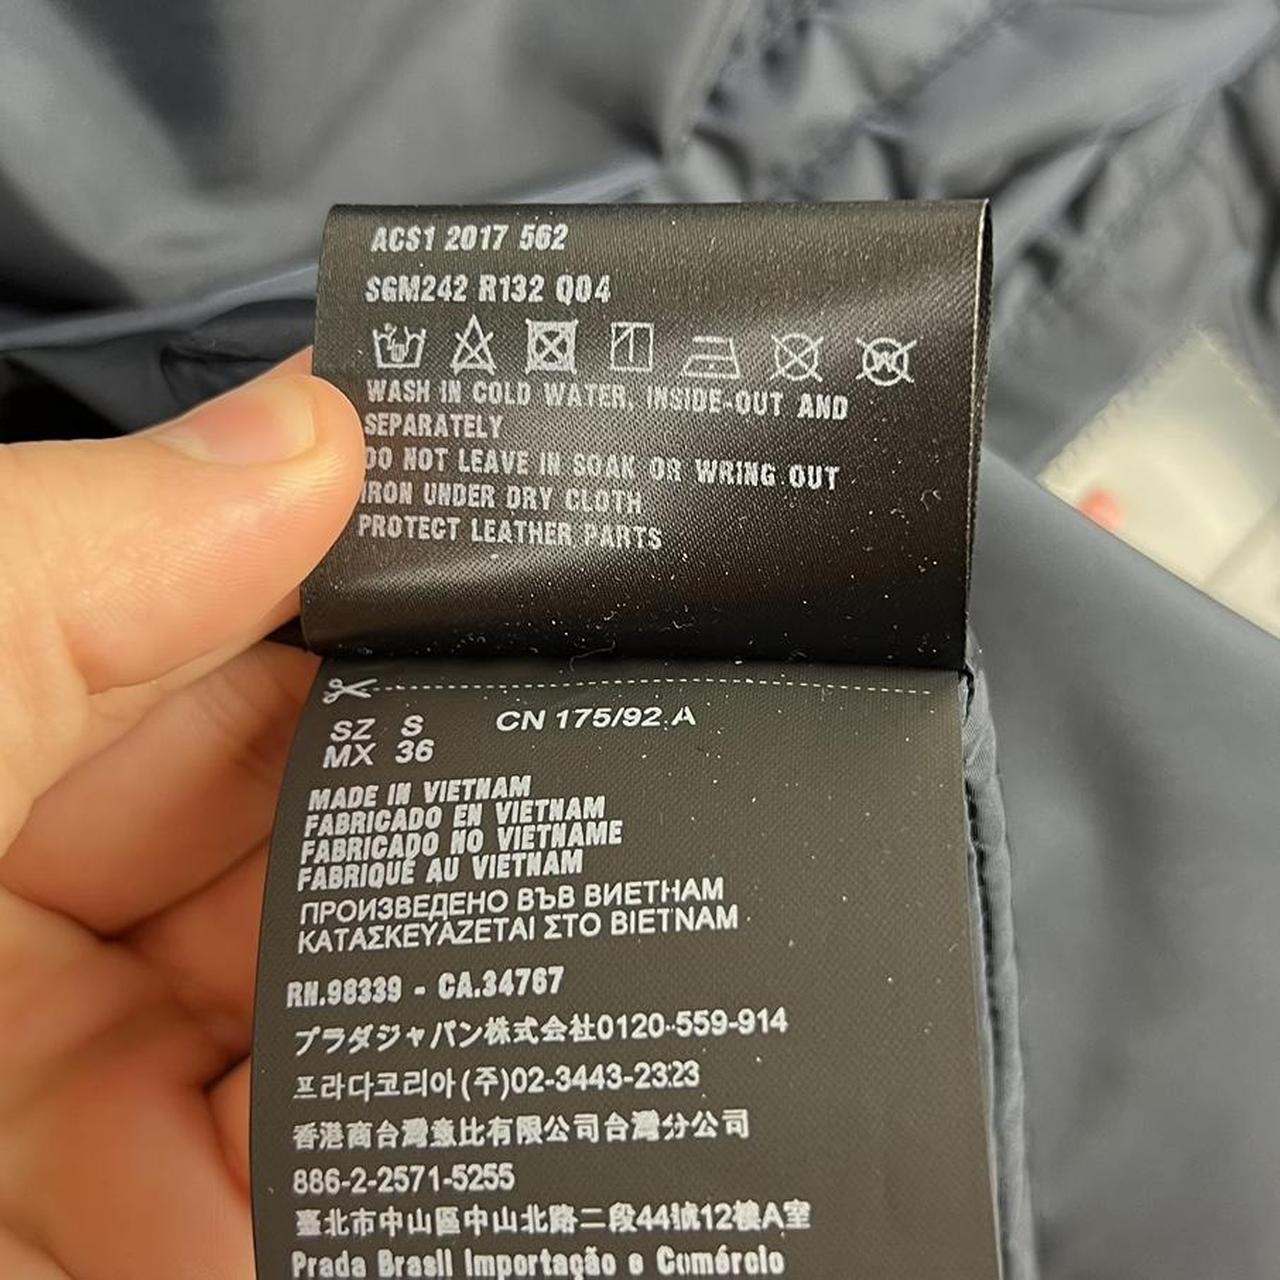 ACS1 2017 562
SGM242 R132 Q04
WASH IN COLD WATER, INSIDE-OUT AND
SEPARATELY
DO NOT LEAVE IN SOAK OR WRING OUT
IRON UNDER DRY CLOTH
PROTECT LEATHER PARTS
SZ S CN 175/92.A
MX 36
MADE IN VIETNAM
FABRICADO EN VIETNAM
FABRICADO NO VIETNAME
FABRIQUÉ AU VIETNAM
ПРОИЗВЕДЕНО ВЪВ ВИЕТНАМ
ΚΑΤΑΣΚΕΥΑΖΕΤΑΙ ΣΤΟ ΒΙΕΤΝΑΜ
RN.98339 - CA.34767
プラダジャパン株式会社0120-559-914
프라다코리아(주)02-3443-2323
香港商台灣意比有限公司台灣分公司
886-2-2571-5255
臺北市中山區中山北路二段44號12樓A室
Prada Brasil Importação e Comércio